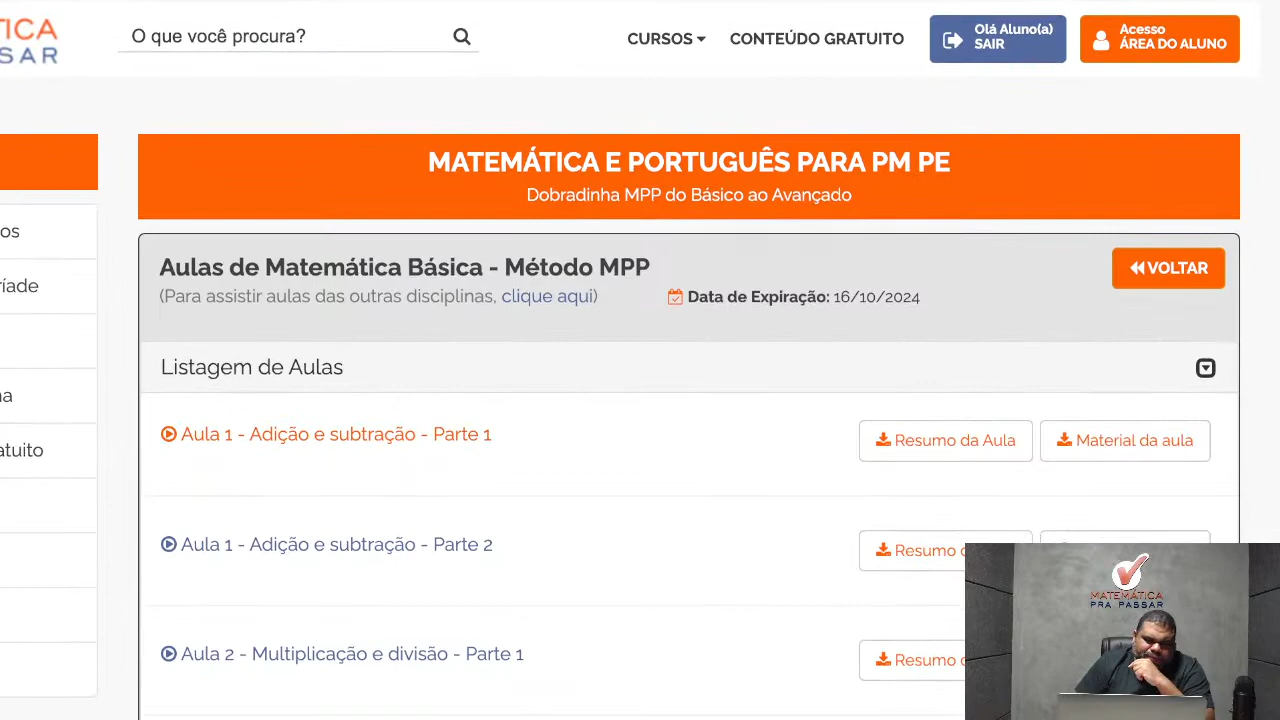 TICA
SAR
O que você procura?
CURSOS
CONTEÚDO GRATUITO
Olá Aluno(a)
SAIR
Acesso
ÁREA DO ALUNO
os
ríade
na
atuito
MATEMÁTICA E PORTUGUÊS PARA PM PE
Dobradinha MPP do Básico ao Avançado
Aulas de Matemática Básica - Método MPP
VOLTAR
(Para assistir aulas das outras disciplinas, clique aqui)
Data de Expiração: 16/10/2024
Listagem de Aulas
Aula 1 - Adição e subtração - Parte 1
Resumo da Aula
Material da aula
Aula 1 - Adição e subtração - Parte 2
Resumo d
Aula 2 - Multiplicação e divisão - Parte 1
Resumo d
MATEMÁTICA
PRA PASSAR